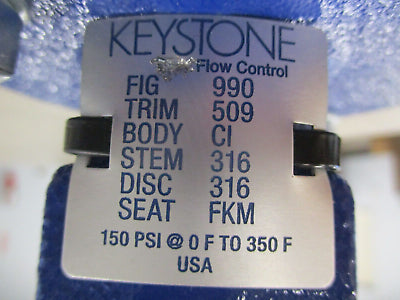 KEYSTONE
Flow Control
FIG 990
TRIM 509
BODY CI
STEM 316
DISC 316
SEAT FKM
150 PSI @ 0 F TO 350 F
USA